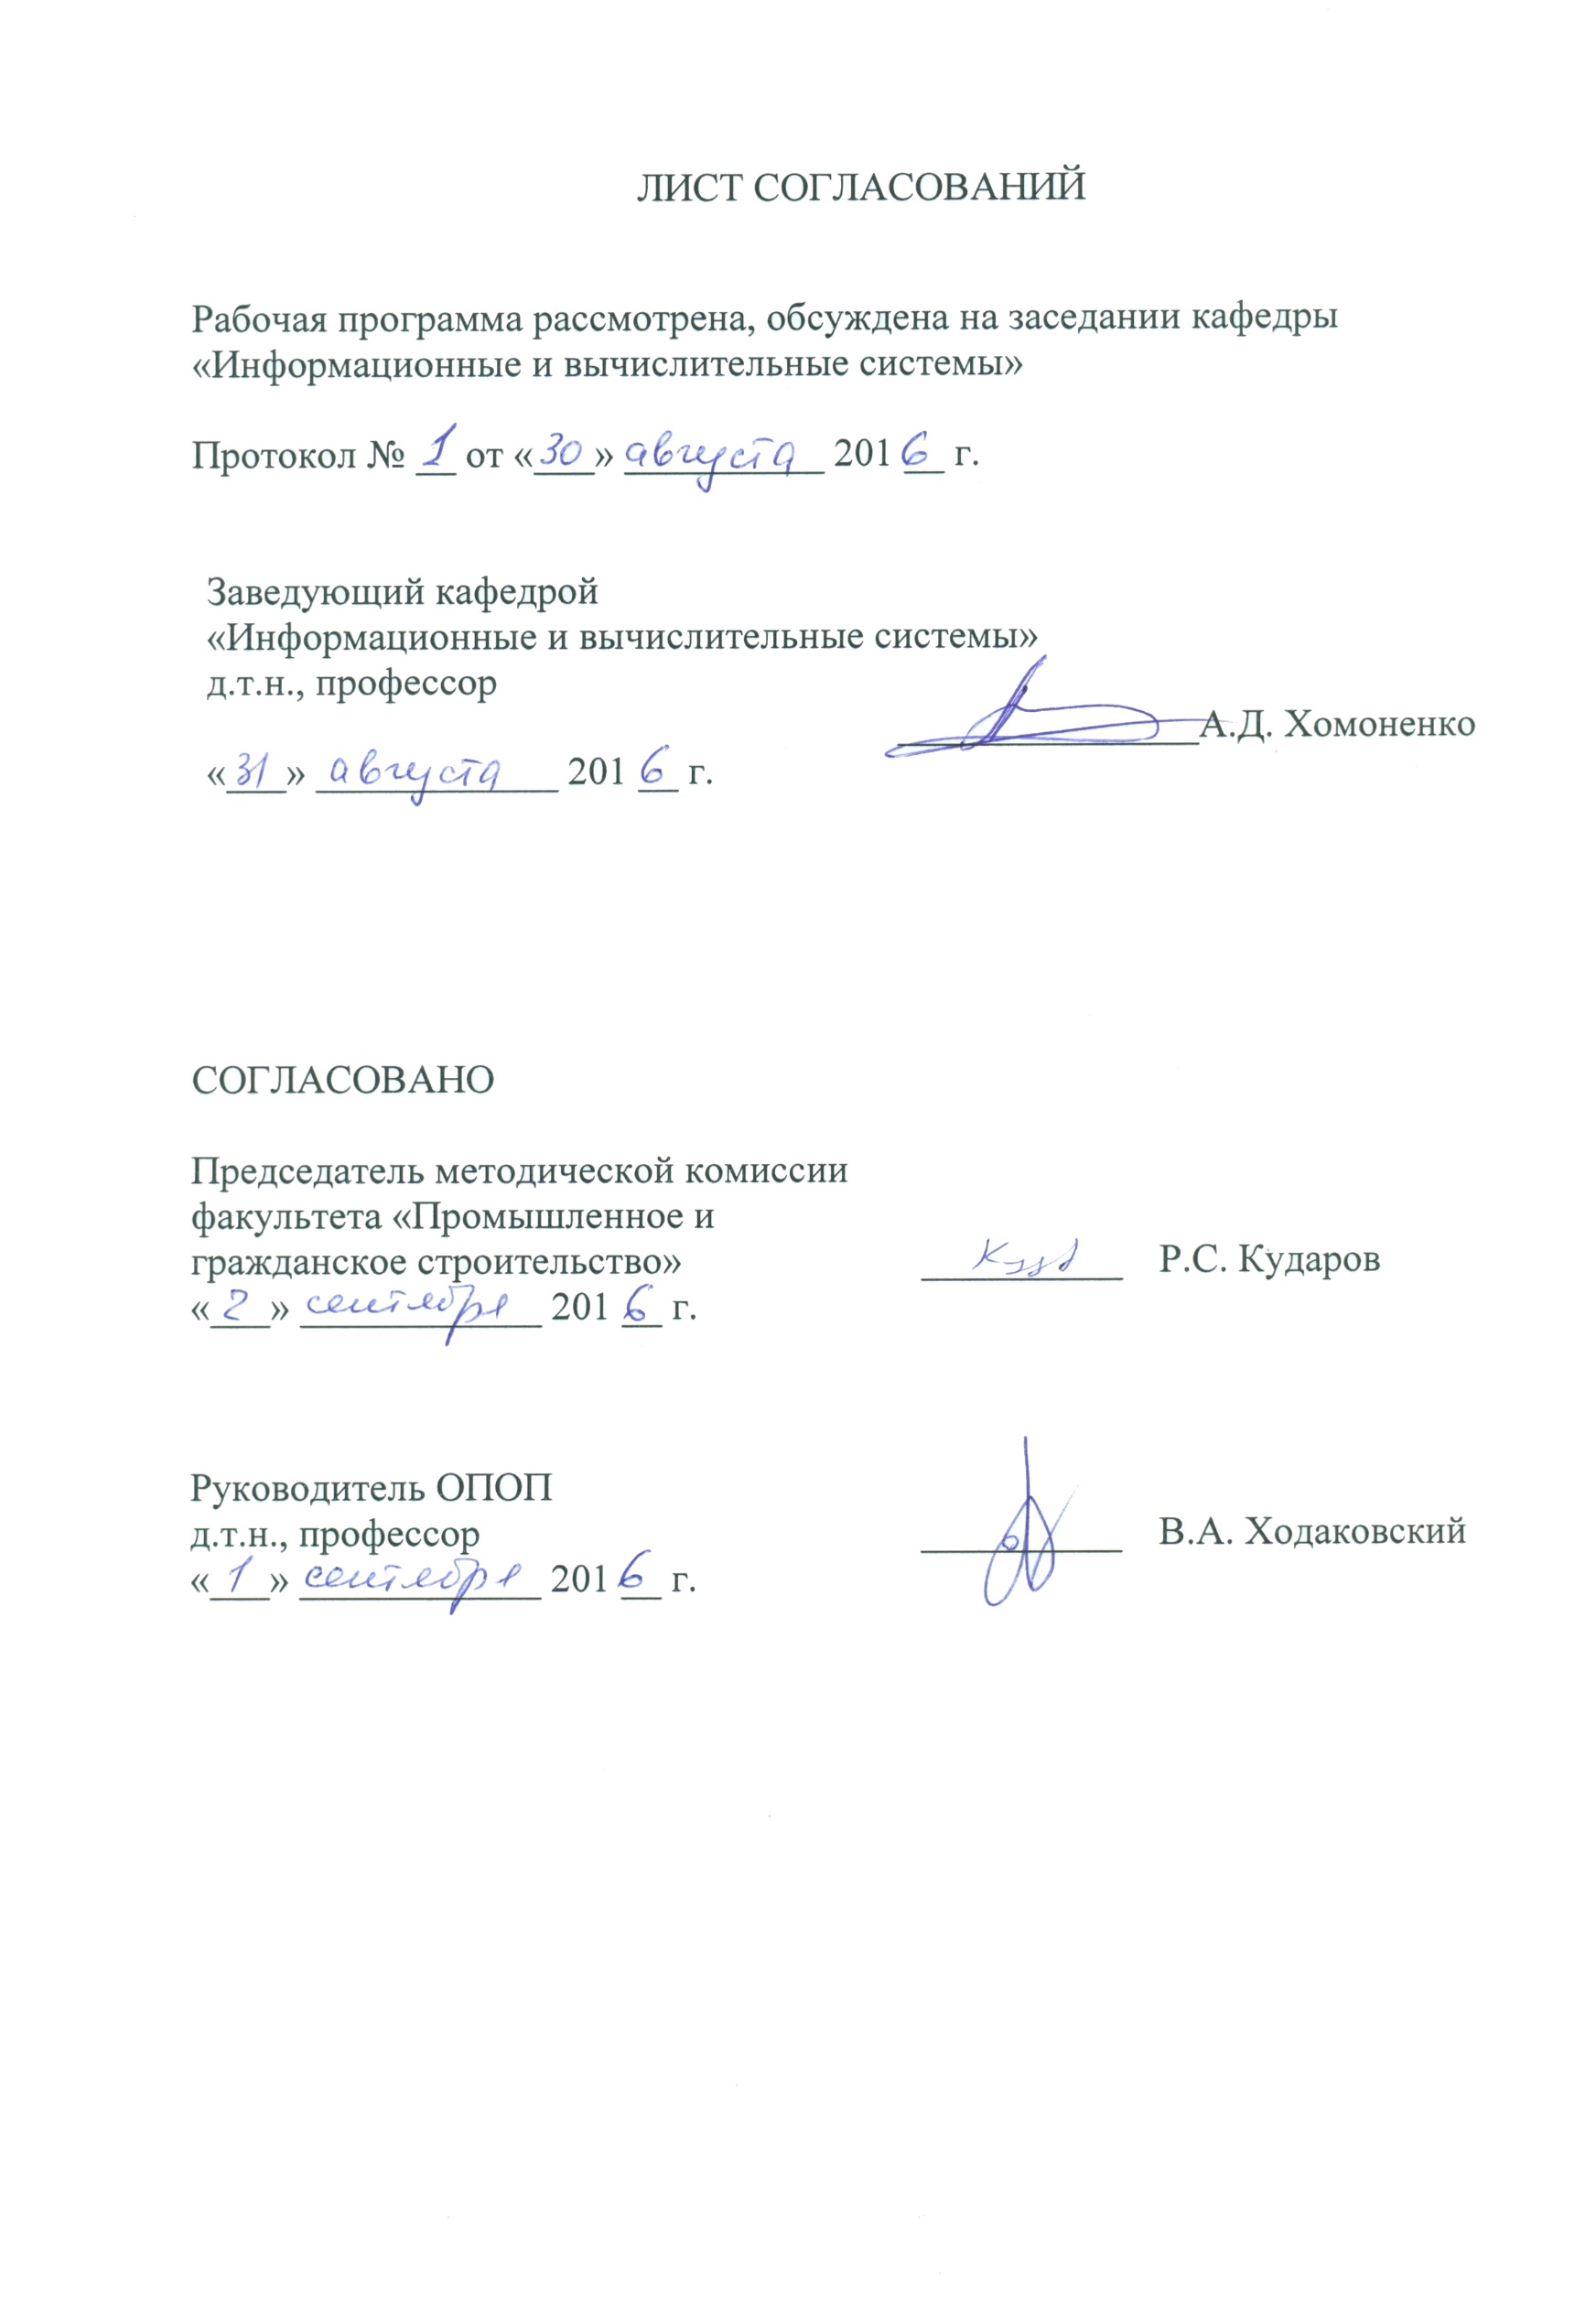 ЛИСТ СОГЛАСОВАНИЙ
Рабочая программа рассмотрена, обсуждена на заседании кафедры
«Информационные и вычислительные системы»
Протокол № 1 от «30» августа 2016 г.
Заведующий кафедрой
«Информационные и вычислительные системы»
д.т.н., профессор
А.Д. Хомоненко
«31» августа 2016 г.
СОГЛАСОВАНО
Председатель методической комиссии
факультета «Промышленное и
гражданское строительство» Р.С. Кударов
«2» сентября 2016 г.
Руководитель ОПОП
д.т.н., профессор В.А. Ходаковский
«1» сентября 2016 г.